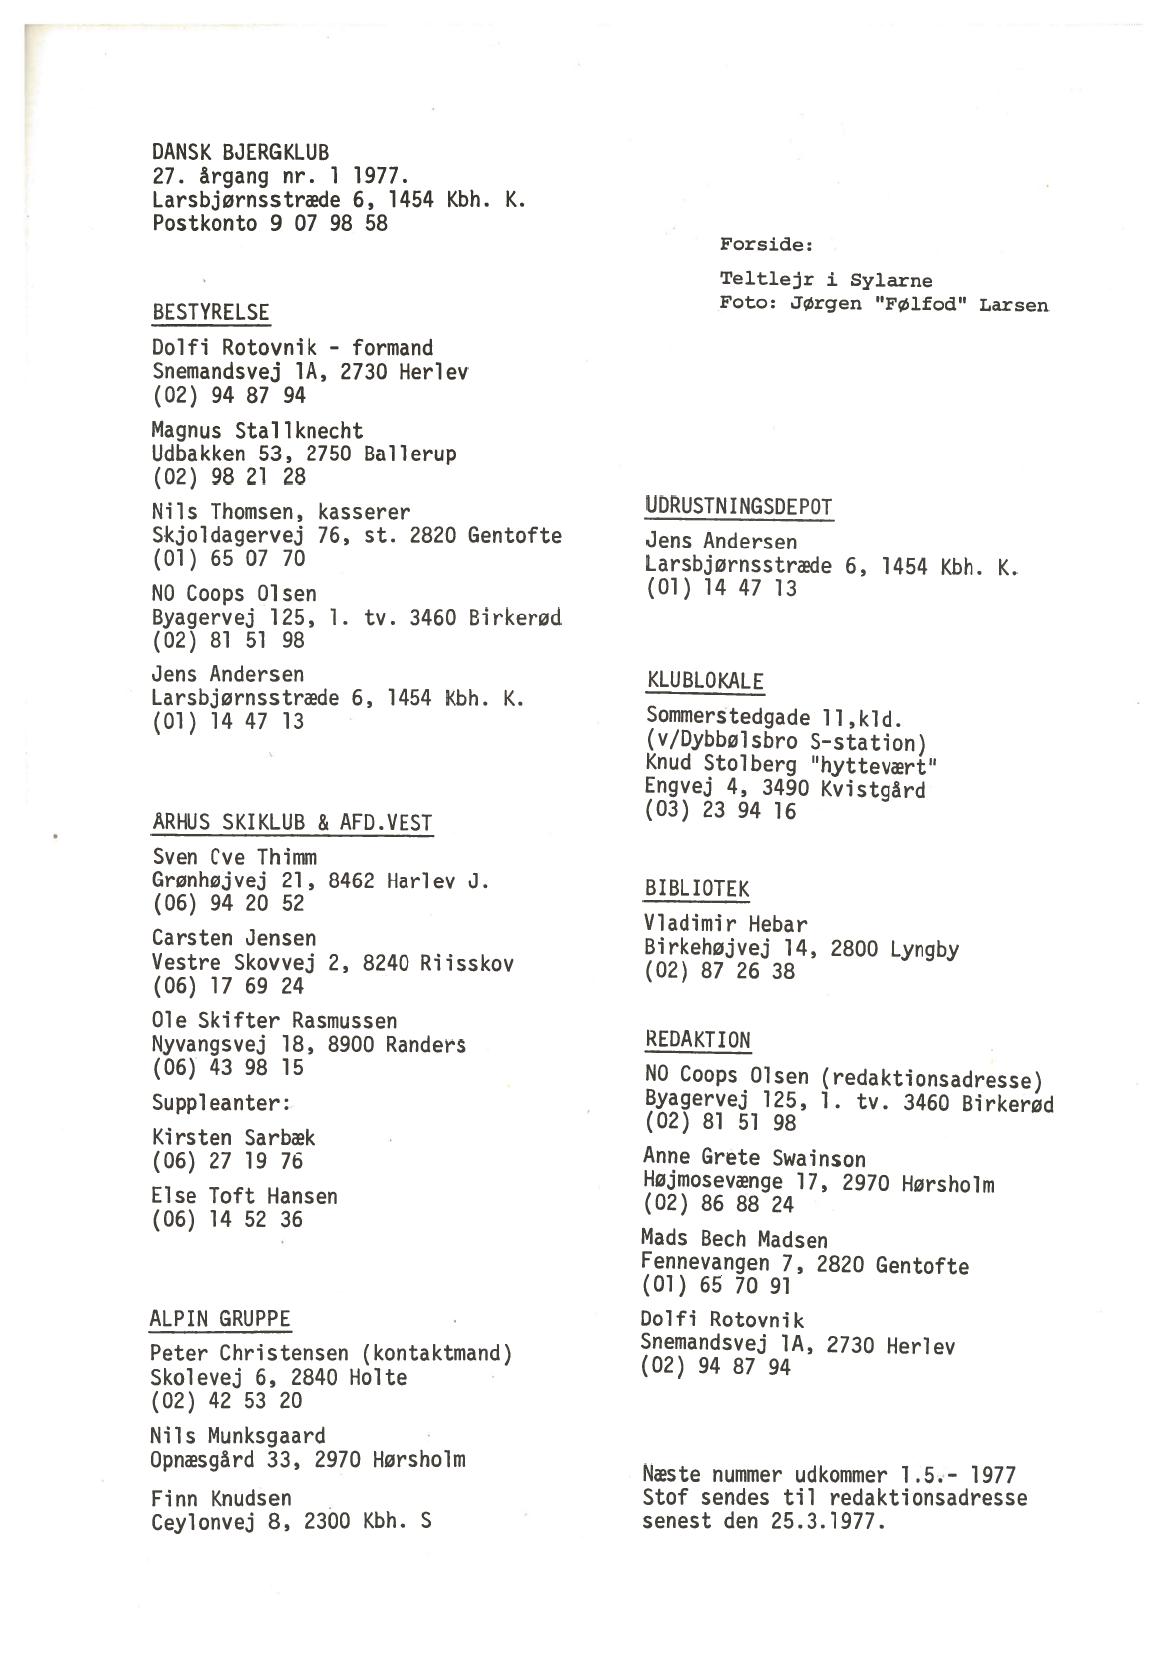 DANSK BJERGKLUB
27. årgang nr. 1 1977.
Larsbjørnsstræde 6, 1454 Kbh. K.
Postkonto 9 07 98 58
Forside:
Teltlejr i Sylarne
Foto: Jørgen "Følfod" Larsen
BESTYRELSE
Dolfi Rotovnik - formand
Snemandsvej 1A, 2730 Herlev
(02) 94 87 94
Magnus Stallknecht
Udbakken 53, 2750 Ballerup
(02) 98 21 28
Nils Thomsen, kasserer
Skjoldagervej 76, st. 2820 Gentofte
(01) 65 07 70
NO Coops Olsen
Byagervej 125, 1. tv. 3460 Birkerød
(02) 81 51 98
Jens Andersen
Larsbjørnsstræde 6, 1454 Kbh. K.
(01) 14 47 13
ARHUS SKIKLUB & AFD.VEST
Sven Cve Thimm
Grønhøjvej 21, 8462 Harlev J.
(06) 94 20 52
Carsten Jensen
Vestre Skovvej 2, 8240 Riisskov
(06) 17 69 24
Ole Skifter Rasmussen
Nyvangsvej 18, 8900 Randers
(06) 43 98 15
Suppleanter:
Kirsten Sarbæk
(06) 27 19 76
Else Toft Hansen
(06) 14 52 36
ALPIN GRUPPE
Peter Christensen (kontaktmand)
Skolevej 6, 2840 Holte
(02) 42 53 20
Nils Munksgaard
Opnæsgård 33, 2970 Hørsholm
Finn Knudsen
Ceylonvej 8, 2300 Kbh. S
UDRUSTNINGSDEPOT
Jens Andersen
Larsbjørnsstræde 6, 1454 Kbh. K.
(01) 14 47 13
KLUBLOKALE
Sommerstedgade 11,kld.
(v/Dybbølsbro S-station)
Knud Stolberg "hyttevært"
Engvej 4, 3490 Kvistgård
(03) 23 94 16
BIBLIOTEK
Vladimir Hebar
Birkehøjvej 14, 2800 Lyngby
(02) 87 26 38
REDAKTION
NO Coops Olsen (redaktionsadresse)
Byagervej 125, 1. tv. 3460 Birkerød
(02) 81 51 98
Anne Grete Swainson
Højmosevænge 17, 2970 Hørsholm
(02) 86 88 24
Mads Bech Madsen
Fennevangen 7, 2820 Gentofte
(01) 65 70 91
Dolfi Rotovnik
Snemandsvej 1A, 2730 Herlev
(02) 94 87 94
Næste nummer udkommer 1.5.- 1977
Stof sendes til redaktionsadresse
senest den 25.3.1977.